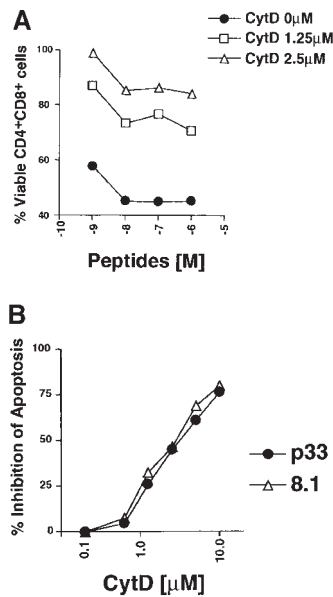 A
CytD 0μM
CytD 1.25μM
CytD 2.5μM
% Viable CD4+CD8+ cells
100
80
60
40
-10
-9
-8
-7
-6
-5
Peptides [M]
B
% Inhibition of Apoptosis
100
75
50
25
0
0.1
1.0
10.0
CytD [μM]
p33
8.1